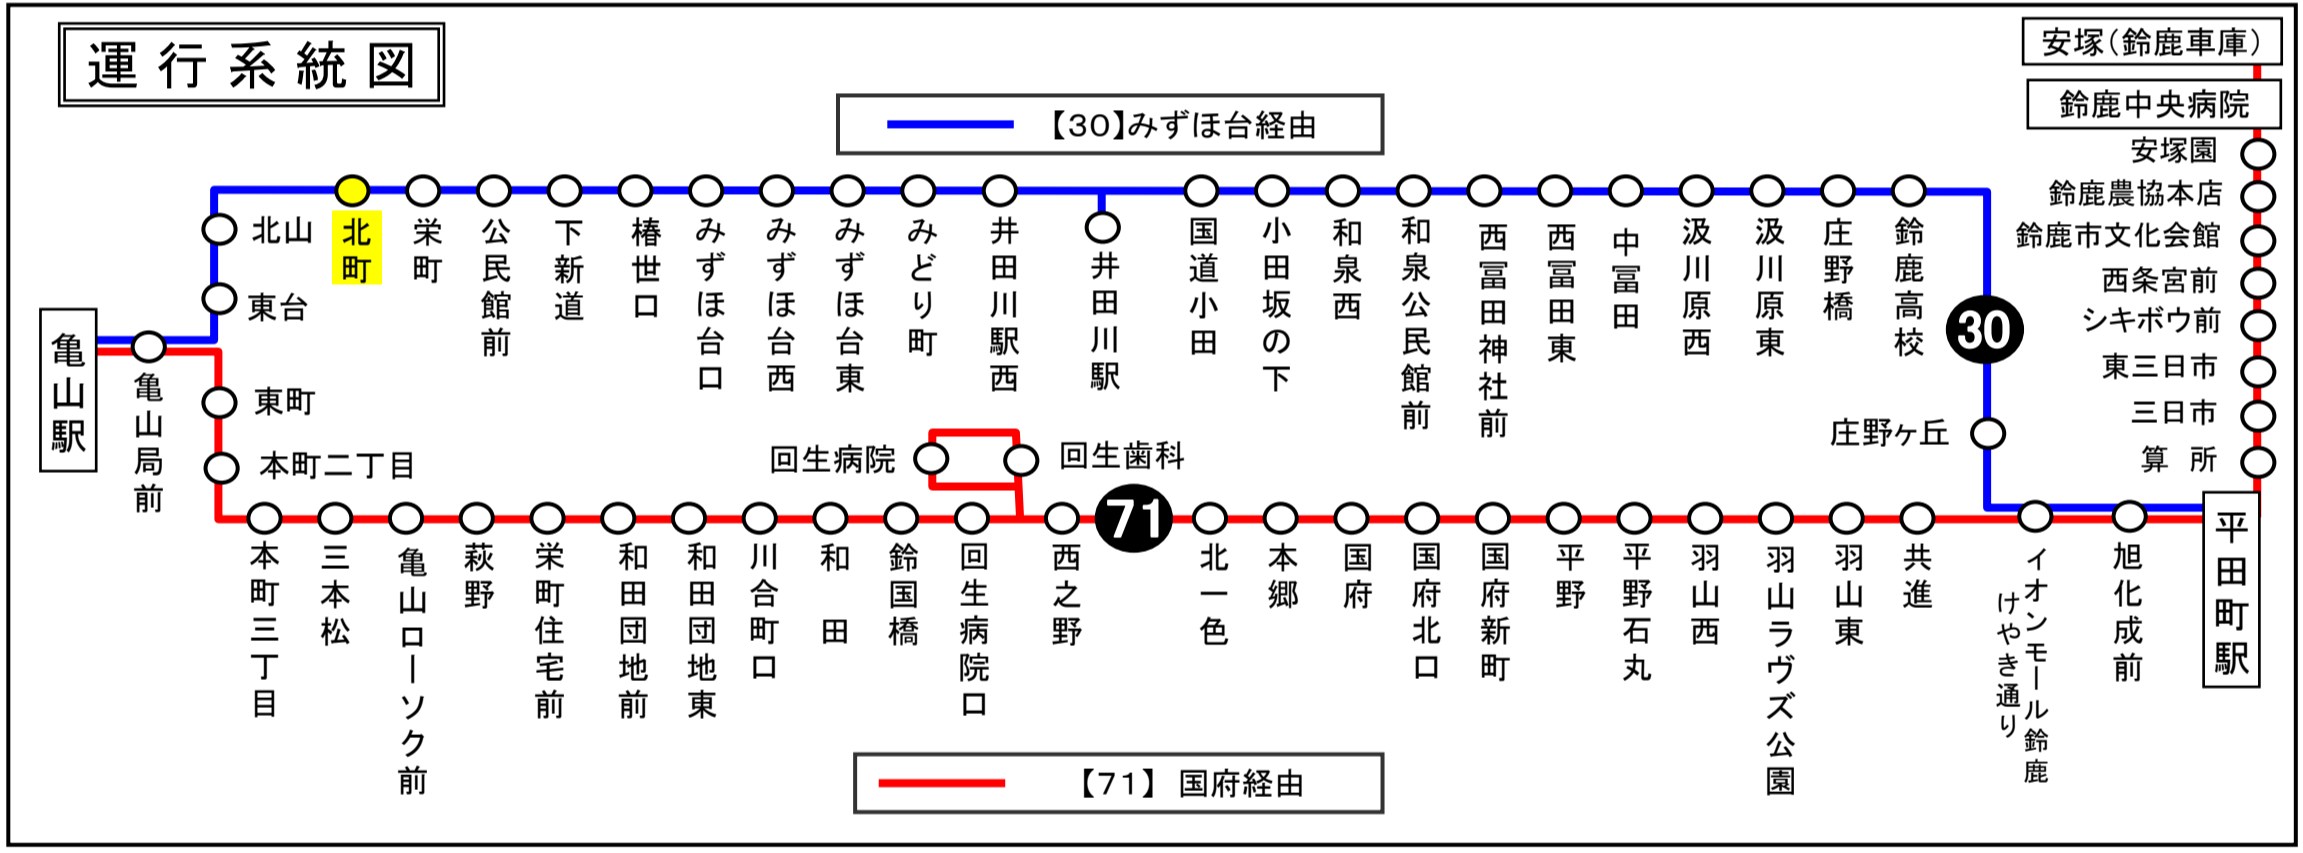 運行系統図
安塚(鈴鹿車庫)
鈴鹿中央病院
【30】みずほ台経由
安塚園
鈴鹿農協本店
鈴鹿市文化会館
西条宮前
シキボウ前
東三日市
三日市
算 所
北山
東台
北町
栄町
公民館前
下新道
椿世口
みずほ台口
みずほ台西
みずほ台東
みどり町
井田川駅西
井田川駅
国道小田
小田坂の下
和泉西
和泉公民館前
西冨田神社前
西冨田東
中冨田
汲川原西
汲川原東
庄野橋
鈴鹿高校
30
庄野ヶ丘
亀山駅
亀山局前
東町
本町二丁目
回生病院
回生歯科
71
本町三丁目
三本松
亀山ローソク前
萩野
栄町住宅前
和田団地前
和田団地東
川合町口
和 田
鈴国橋
回生病院口
西之野
北一色
本郷
国府
国府北口
国府新町
平野
平野石丸
羽山西
羽山ラヴズ公園
羽山東
共進
イオンモール鈴鹿
けやき通り
旭化成前
平田町駅
【71】 国府経由